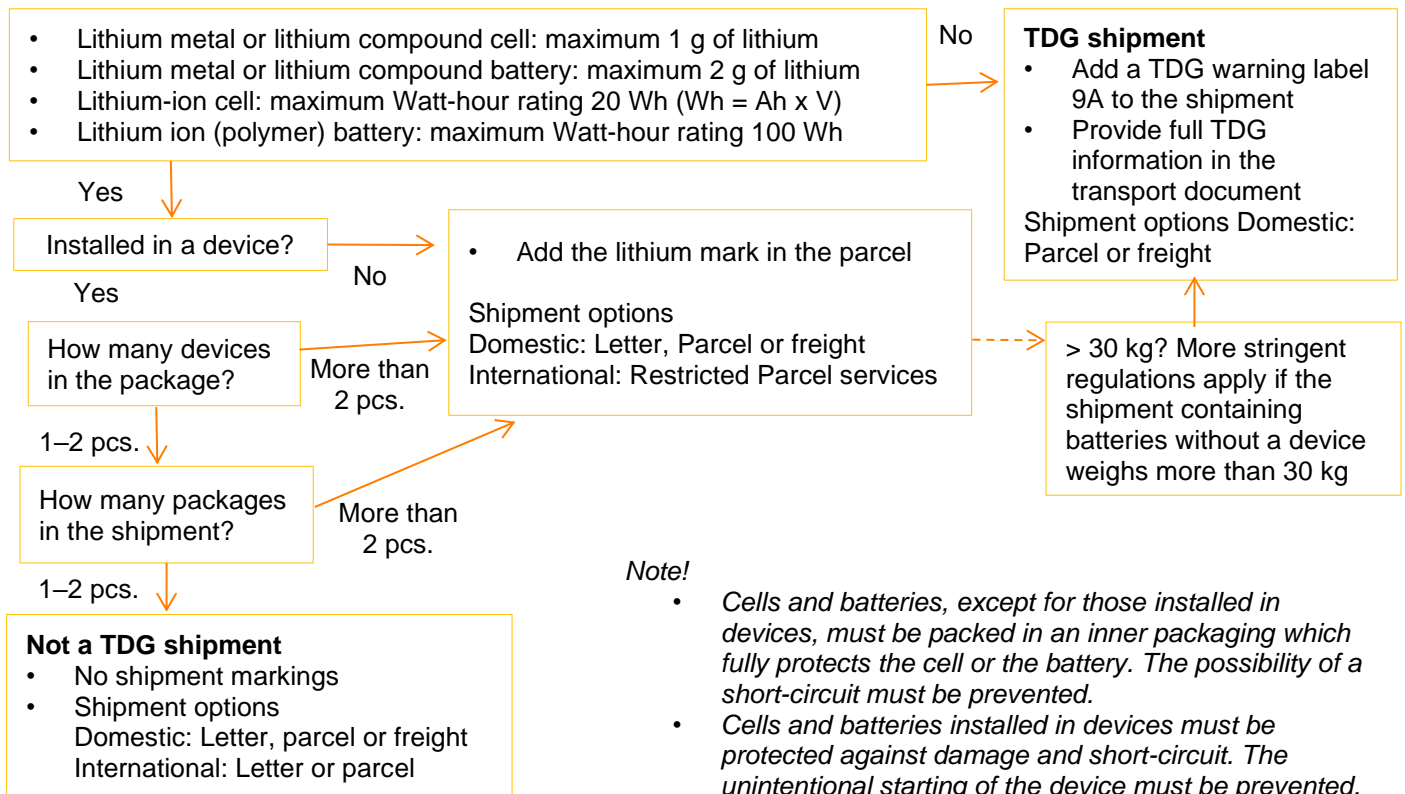 • Lithium metal or lithium compound cell: maximum 1 g of lithium
• Lithium metal or lithium compound battery: maximum 2 g of lithium
• Lithium-ion cell: maximum Watt-hour rating 20 Wh (Wh = Ah x V)
• Lithium ion (polymer) battery: maximum Watt-hour rating 100 Wh
No
TDG shipment
• Add a TDG warning label
9A to the shipment
• Provide full TDG
information in the
transport document
Shipment options Domestic:
Parcel or freight
Yes
Installed in a device?
No
Yes
• Add the lithium mark in the parcel
Shipment options
Domestic: Letter, Parcel or freight
International: Restricted Parcel services
> 30 kg? More stringent
regulations apply if the
shipment containing
batteries without a device
weighs more than 30 kg
How many devices
in the package?
More than
2 pcs.
1–2 pcs.
How many packages
in the shipment?
More than
2 pcs.
1–2 pcs.
Not a TDG shipment
• No shipment markings
• Shipment options
Domestic: Letter, parcel or freight
International: Letter or parcel
Note!
• Cells and batteries, except for those installed in
devices, must be packed in an inner packaging which
fully protects the cell or the battery. The possibility of a
short-circuit must be prevented.
• Cells and batteries installed in devices must be
protected against damage and short-circuit. The
unintentional starting of the device must be prevented.